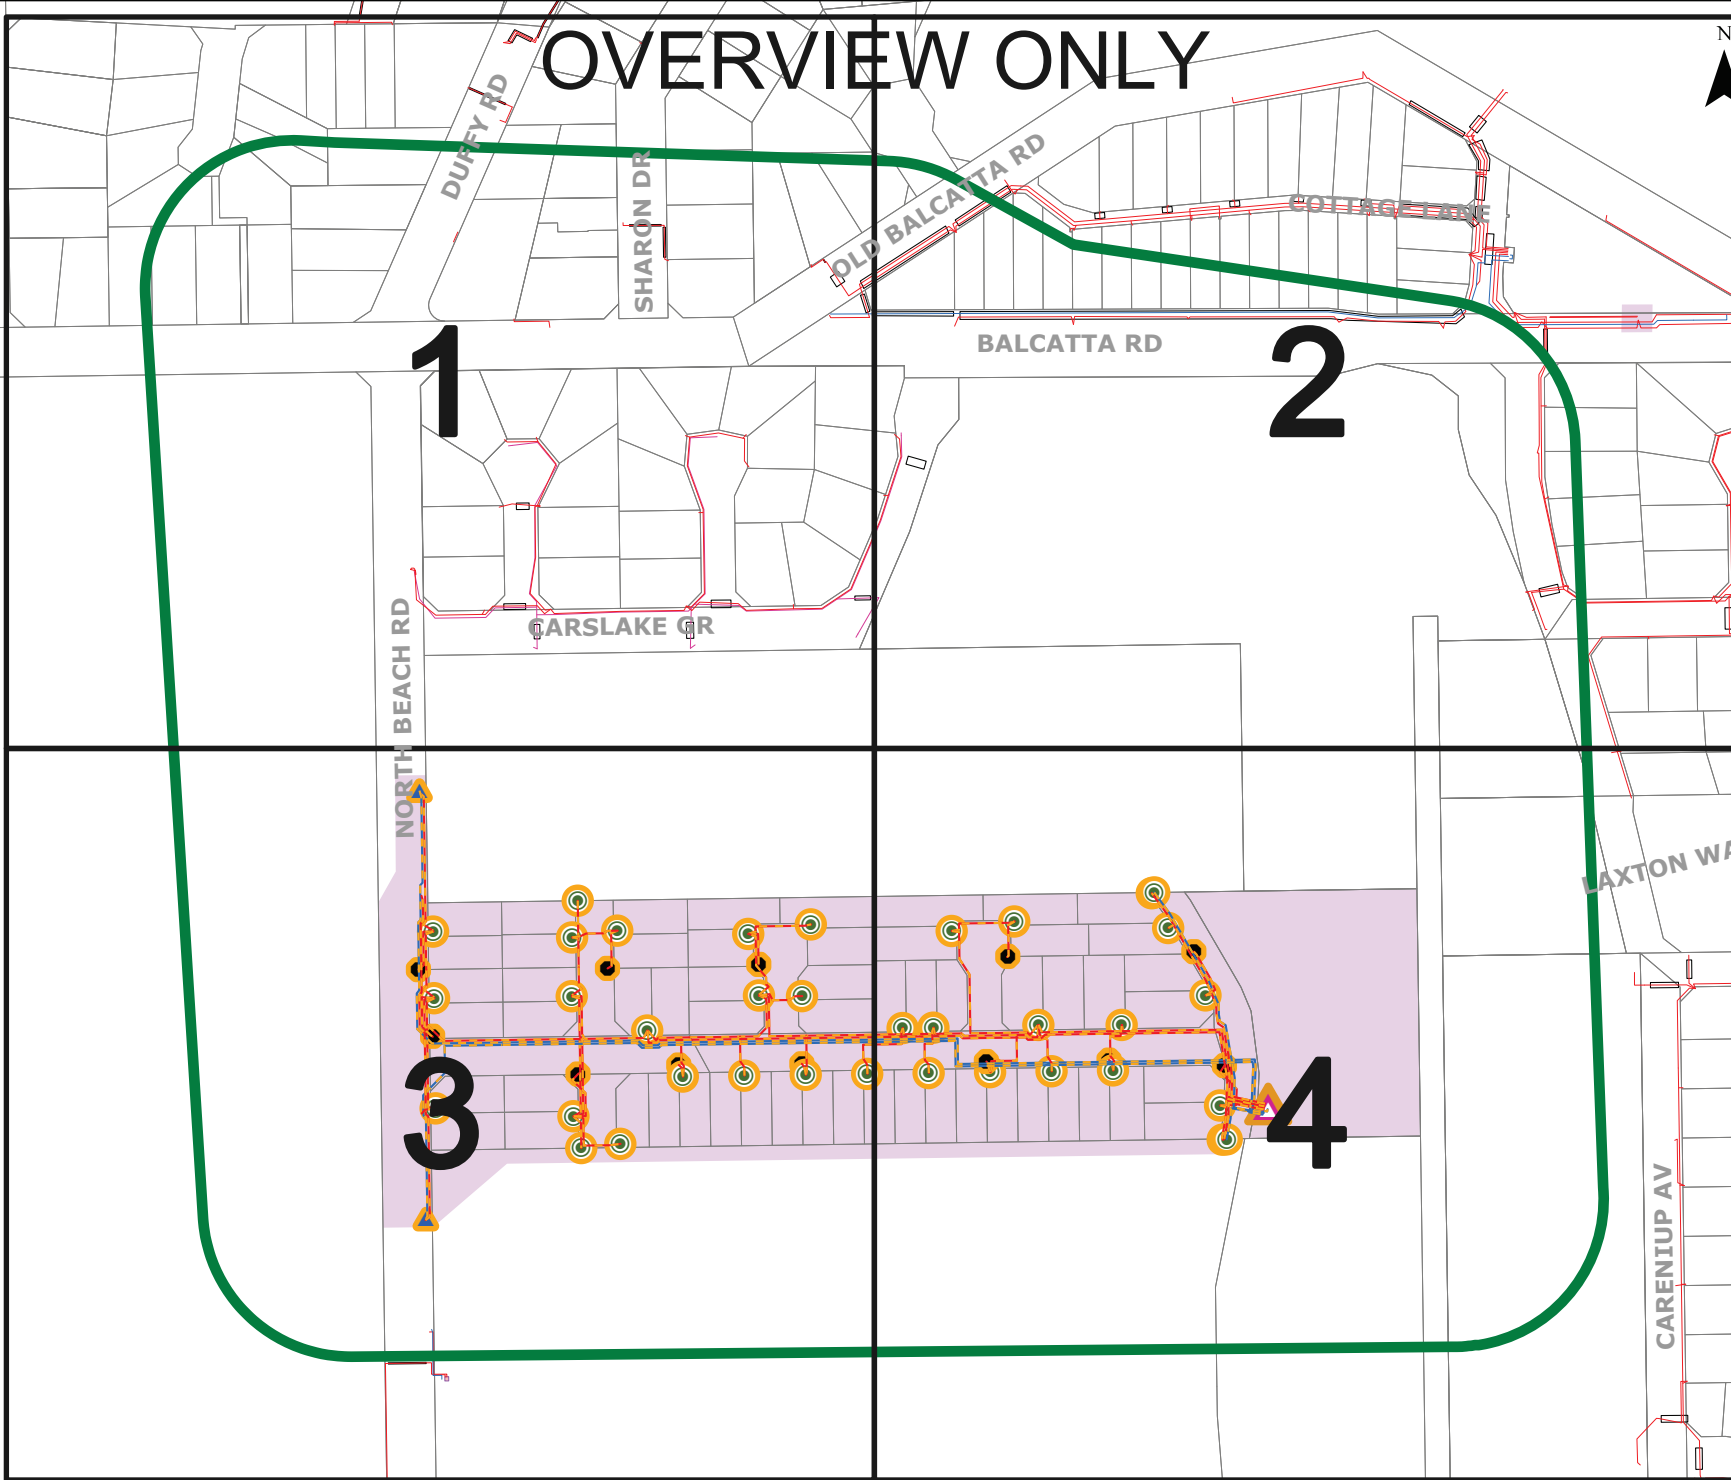 OVERVIEW ONLY
N
DUFFY RD
SHARON DR
OLD BALCATTA RD
COTTAGE LANE
1
BALCATTA RD
2
NORTH BEACH RD
CARSLAKE GR
LAXTON WA
3
4
CARENIUP AV